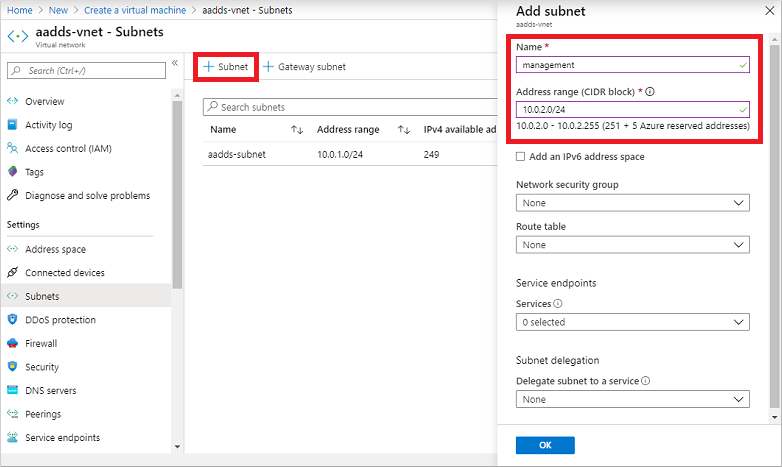 Home > New > Create a virtual machine > aadds-vnet - Subnets
aadds-vnet - Subnets
Virtual network
Search (Ctrl+/)
Overview
Activity log
Access control (IAM)
Tags
Diagnose and solve problems
Settings
Address space
Connected devices
Subnets
DDoS protection
Firewall
Security
DNS servers
Peerings
Service endpoints
+ Subnet + Gateway subnet
Search subnets
Name Address range IPv4 available ad
aadds-subnet 10.0.1.0/24 249
Add subnet
aadds-vnet
Name *
management
Address range (CIDR block) *
10.0.2.0/24
10.0.2.0 - 10.0.2.255 (251 + 5 Azure reserved addresses)
Add an IPv6 address space
Network security group
None
Route table
None
Service endpoints
Services
0 selected
Subnet delegation
Delegate subnet to a service
None
OK